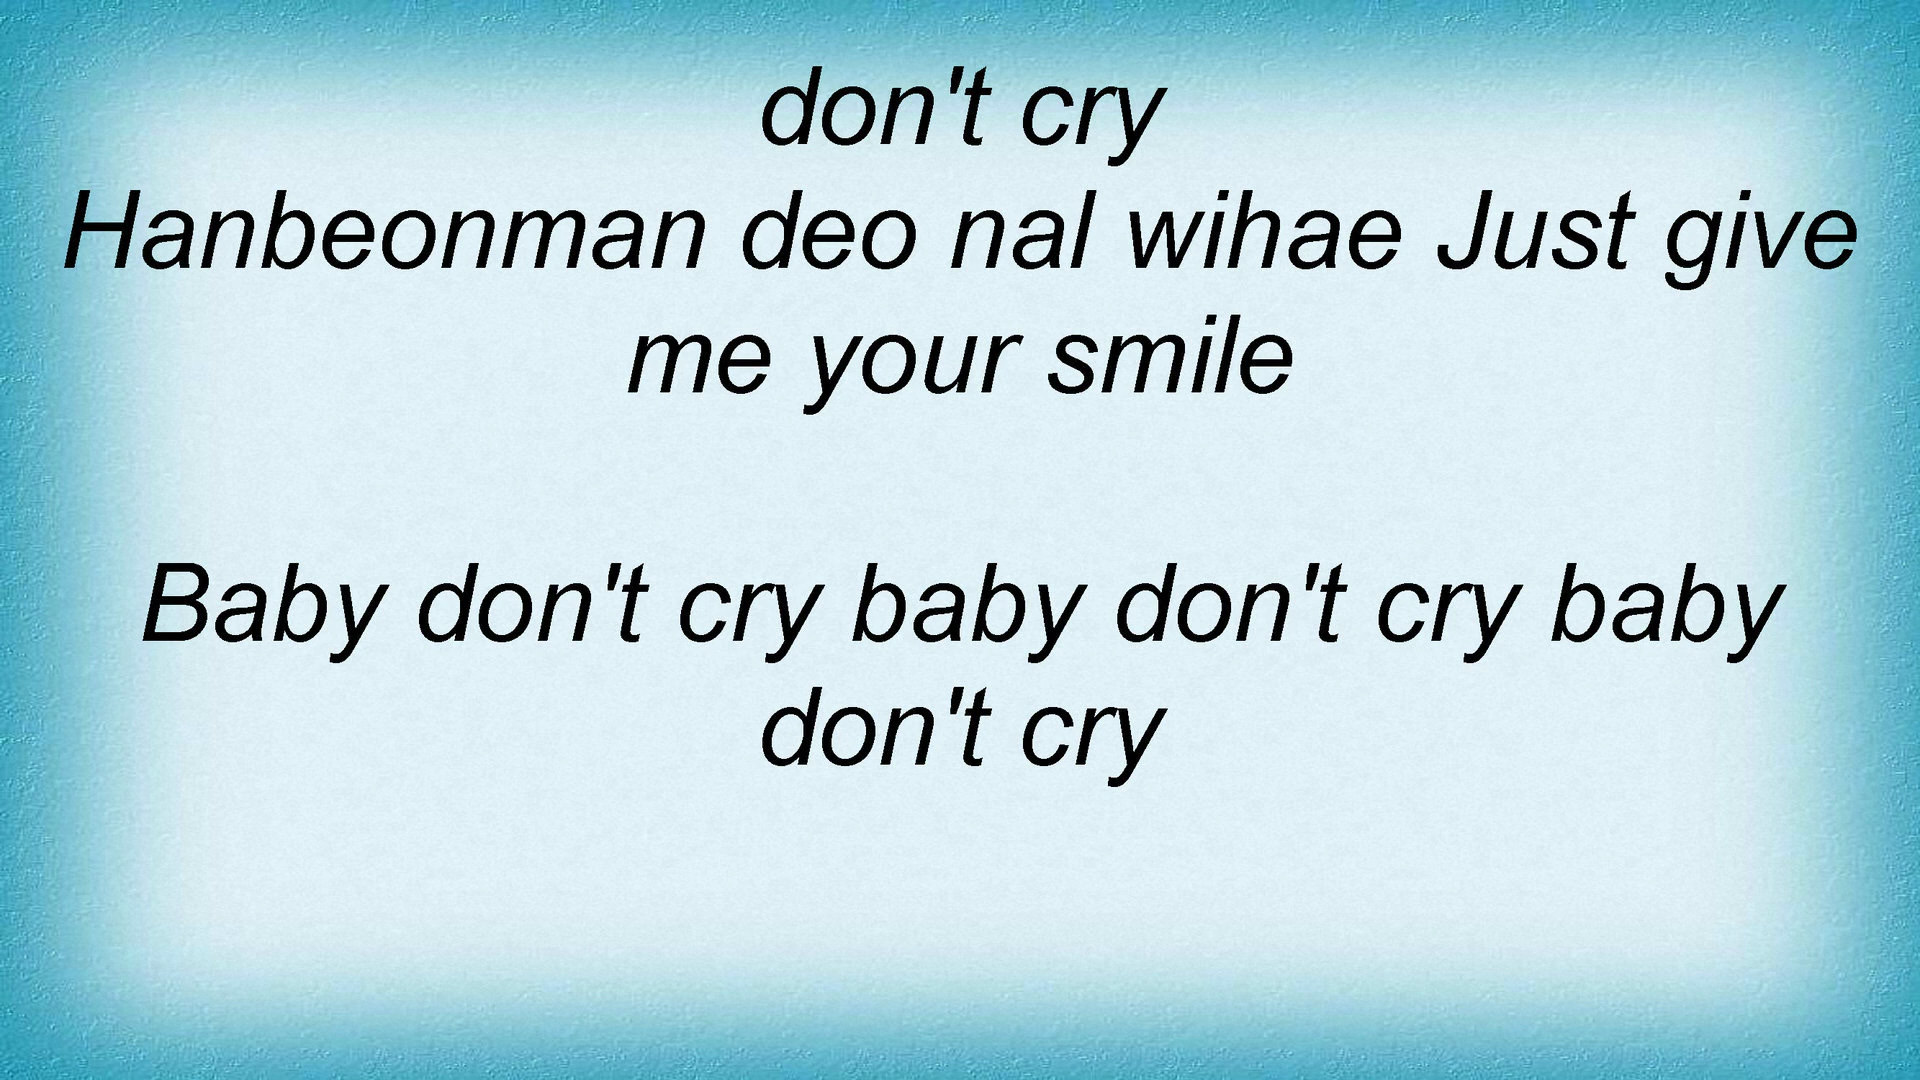 don't cry
Hanbeonman deo nal wihae Just give
me your smile
Baby don't cry baby don't cry baby
don't cry